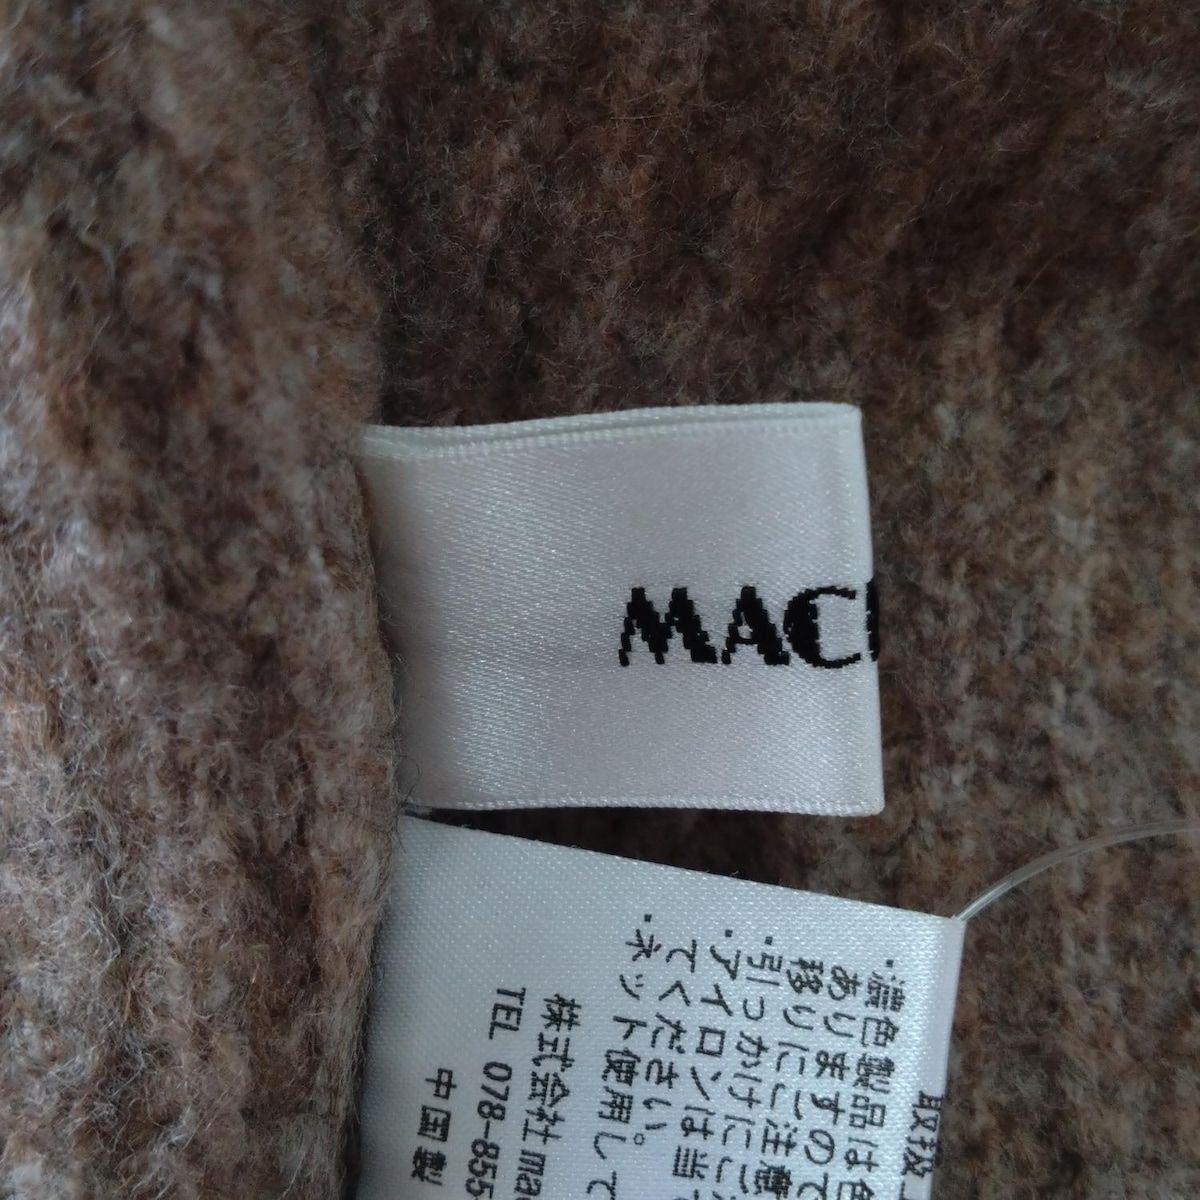 MAC
取扱
・濃色製品は色
ありますので
移りにご注意
・引っかけにご
・アイロンは当て
てください。
・ネット使用して
株式会社ma
TEL 078-855
中国製